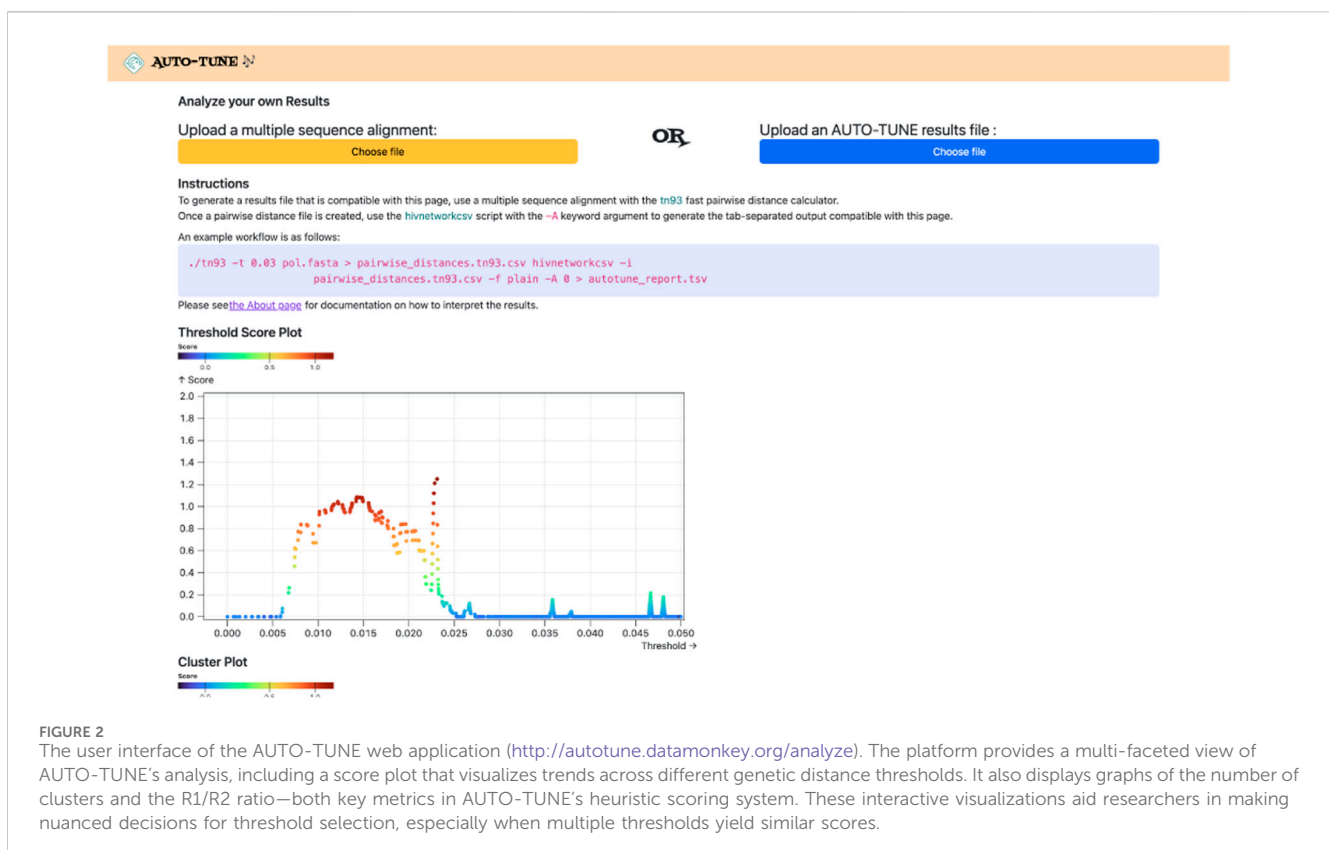 AUTO-TUNE
Analyze your own Results
Upload a multiple sequence alignment:
Choose file
OR
Upload an AUTO-TUNE results file :
Choose file
Instructions
To generate a results file that is compatible with this page, use a multiple sequence alignment with the tn93 fast pairwise distance calculator.
Once a pairwise distance file is created, use the hivnetworkcsv script with the -A keyword argument to generate the tab-separated output compatible with this page.
An example workflow is as follows:
./tn93 -t 0.03 pol.fasta > pairwise_distances.tn93.csv hivnetworkcsv -i
pairwise_distances.tn93.csv -f plain -A 0 > autotune_report.tsv
Please seethe About page for documentation on how to interpret the results.
Threshold Score Plot
Score
0.0 0.5 1.0
↑ Score
2.0
1.8
1.6
1.4
1.2
1.0
0.8
0.6
0.4
0.2
0.0
0.000 0.005 0.010 0.015 0.020 0.025 0.030 0.035 0.040 0.045 0.050
Threshold →
Cluster Plot
Score
FIGURE 2
The user interface of the AUTO-TUNE web application (http://autotune.datamonkey.org/analyze). The platform provides a multi-faceted view of
AUTO-TUNE's analysis, including a score plot that visualizes trends across different genetic distance thresholds. It also displays graphs of the number of
clusters and the R1/R2 ratio—both key metrics in AUTO-TUNE's heuristic scoring system. These interactive visualizations aid researchers in making
nuanced decisions for threshold selection, especially when multiple thresholds yield similar scores.